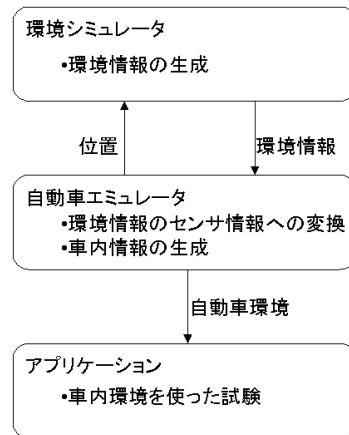 環境シミュレータ
•環境情報の生成
位置
環境情報
自動車エミュレータ
•環境情報のセンサ情報への変換
•車内情報の生成
自動車環境
アプリケーション
•車内環境を使った試験